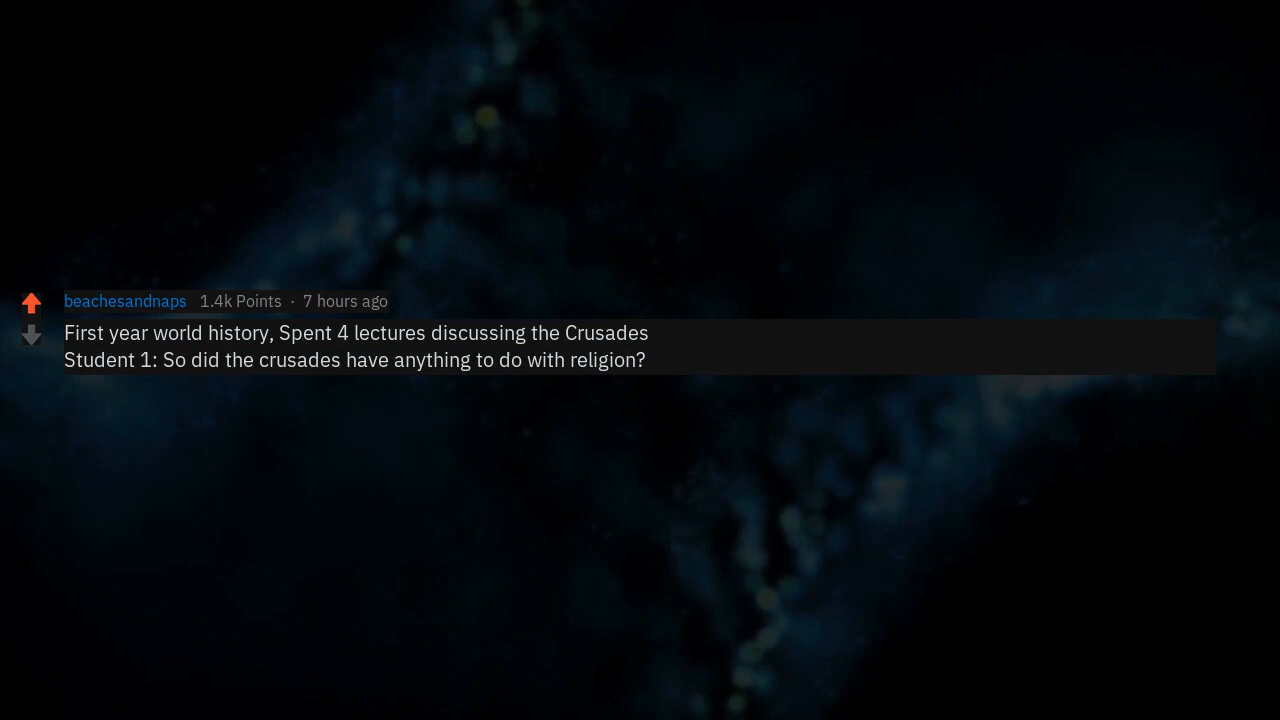 beachesandnaps 1.4k Points · 7 hours ago
First year world history, Spent 4 lectures discussing the Crusades
Student 1: So did the crusades have anything to do with religion?